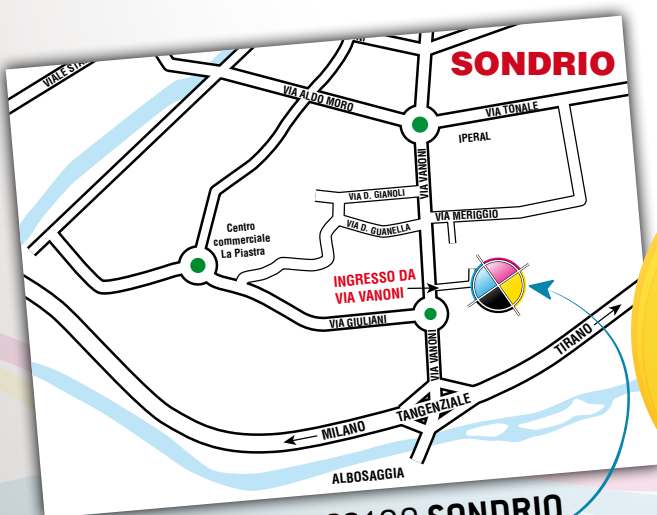 SONDRIO
VIA ALDO MORO
VIA TONALE
IPERAL
VIA VANONI
VIA D. GIANOLI
VIA D. GUANELLA
VIA MERIGGIO
Centro
commerciale
La Piastra
INGRESSO DA
VIA VANONI
VIA GIULIANI
VIA VANONI
TIRANO
TANGENZIALE
MILANO
ALBOSAGGIA
SONDRIO